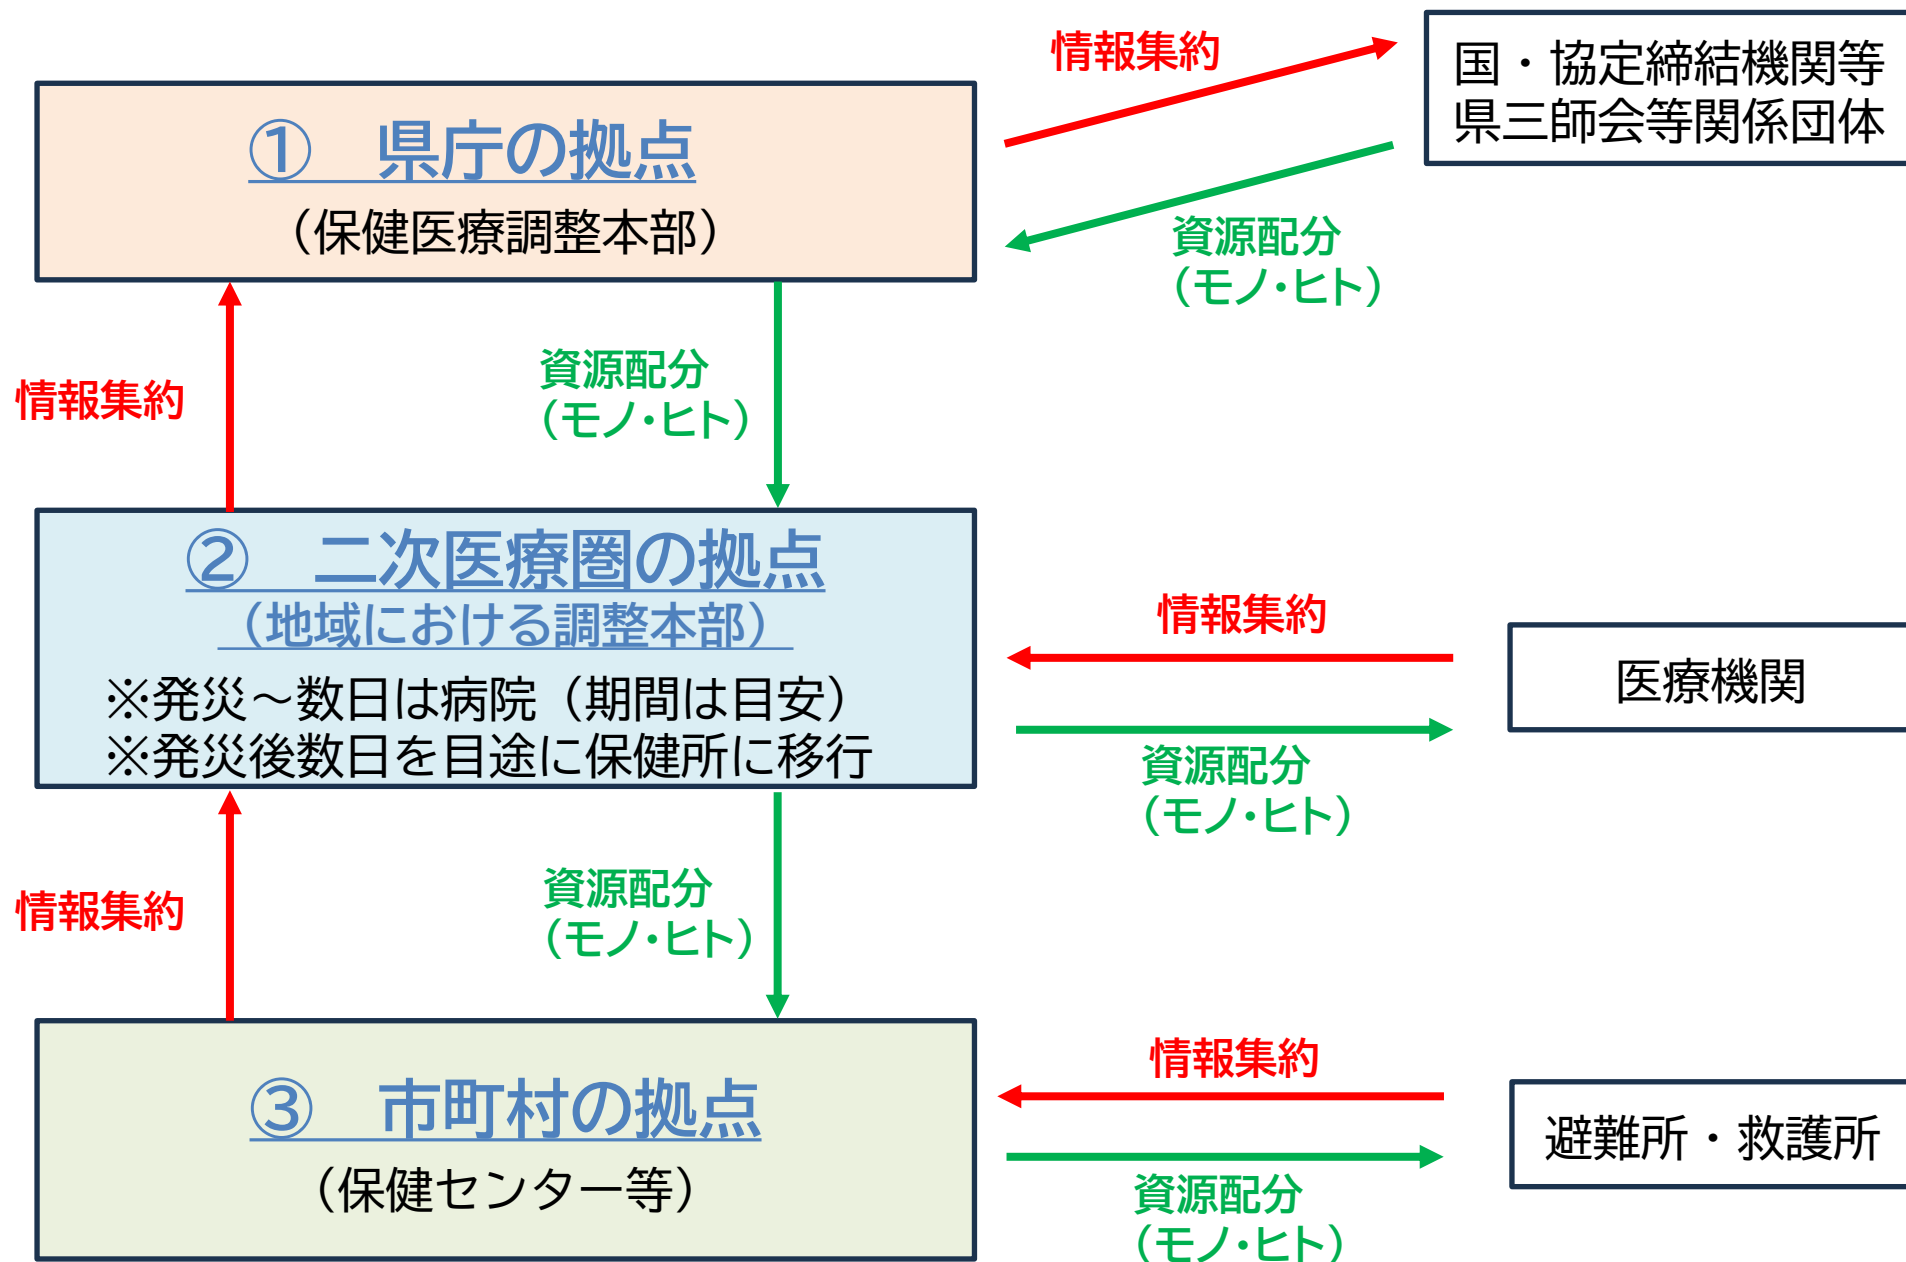 情報集約
国・協定締結機関等
県三師会等関係団体
① 県庁の拠点
（保健医療調整本部）
資源配分
（モノ・ヒト）
情報集約
資源配分
（モノ・ヒト）
② 二次医療圏の拠点
（地域における調整本部）
※発災～数日は病院（期間は目安）
※発災後数日を目途に保健所に移行
情報集約
医療機関
資源配分
（モノ・ヒト）
情報集約
資源配分
（モノ・ヒト）
③ 市町村の拠点
（保健センター等）
情報集約
避難所・救護所
資源配分
（モノ・ヒト）